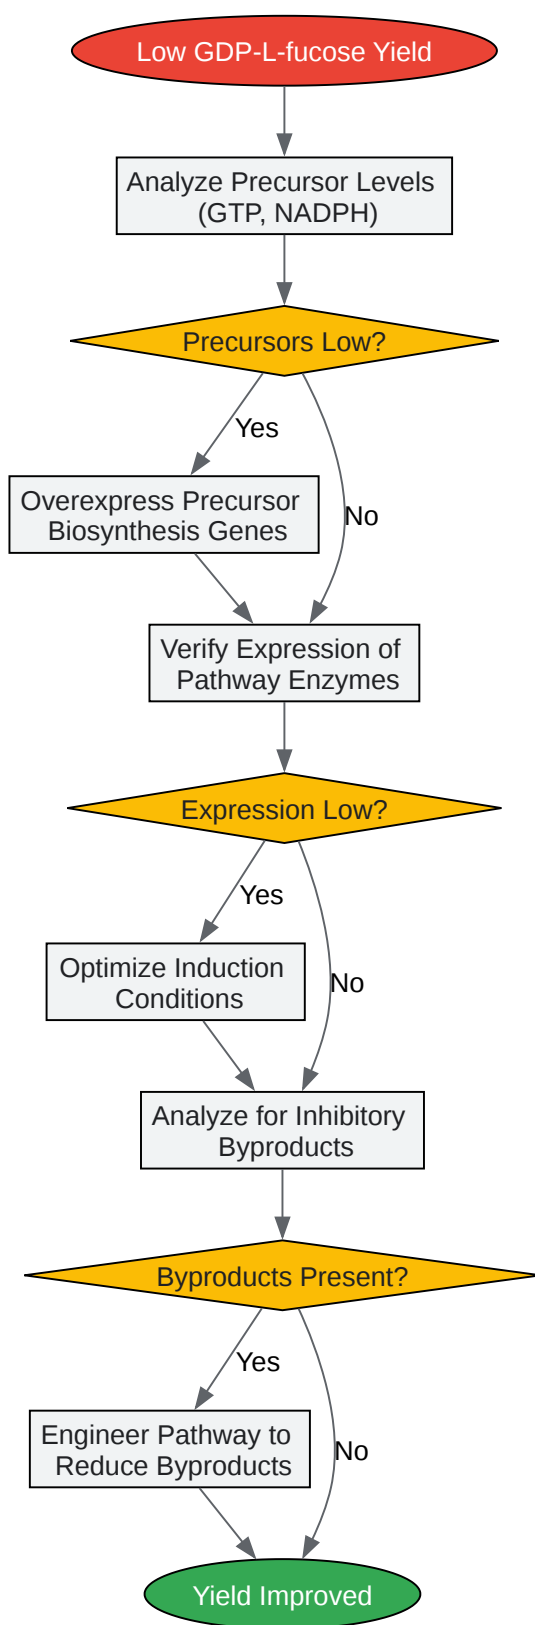 Low GDP-L-fucose Yield
Analyze Precursor Levels
(GTP, NADPH)
Precursors Low?
Yes
Overexpress Precursor
Biosynthesis Genes
No
Verify Expression of
Pathway Enzymes
Expression Low?
Yes
Optimize Induction
Conditions
No
Analyze for Inhibitory
Byproducts
Byproducts Present?
Yes
Engineer Pathway to
Reduce Byproducts
No
Yield Improved